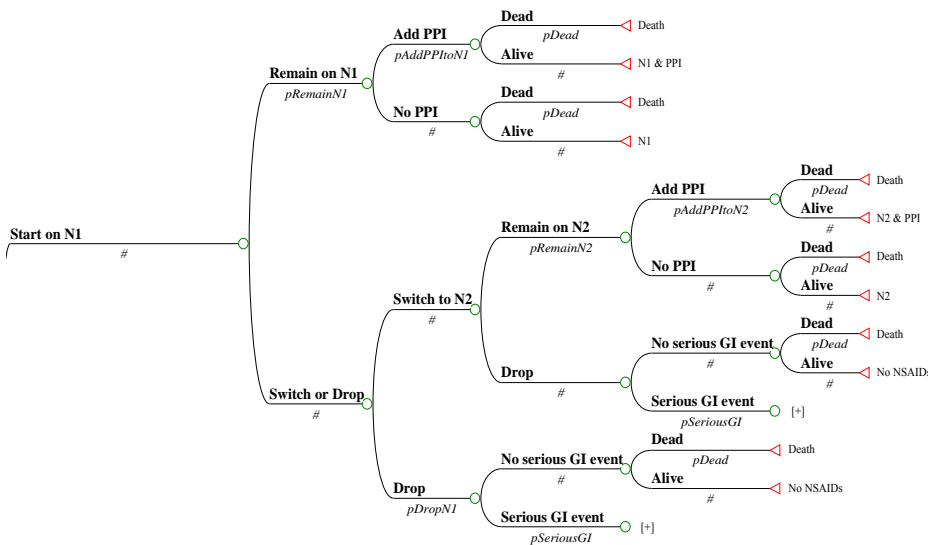 Dead
pDead
Death
Add PPI
pAddPPItoN1
Alive
#
N1 & PPI
Remain on N1
pRemainN1
Dead
pDead
Death
No PPI
#
Alive
#
N1
Start on N1
#
Dead
pDead
Death
Add PPI
pAddPPItoN2
Alive
#
N2 & PPI
Remain on N2
pRemainN2
Dead
pDead
Death
No PPI
#
Alive
#
N2
Switch to N2
#
Dead
pDead
Death
No serious GI event
#
Alive
#
No NSAIDs
Drop
#
Serious GI event
pSeriousGI
[+]
Switch or Drop
#
Dead
pDead
Death
No serious GI event
#
Alive
#
No NSAIDs
Drop
pDropN1
Serious GI event
pSeriousGI
[+]